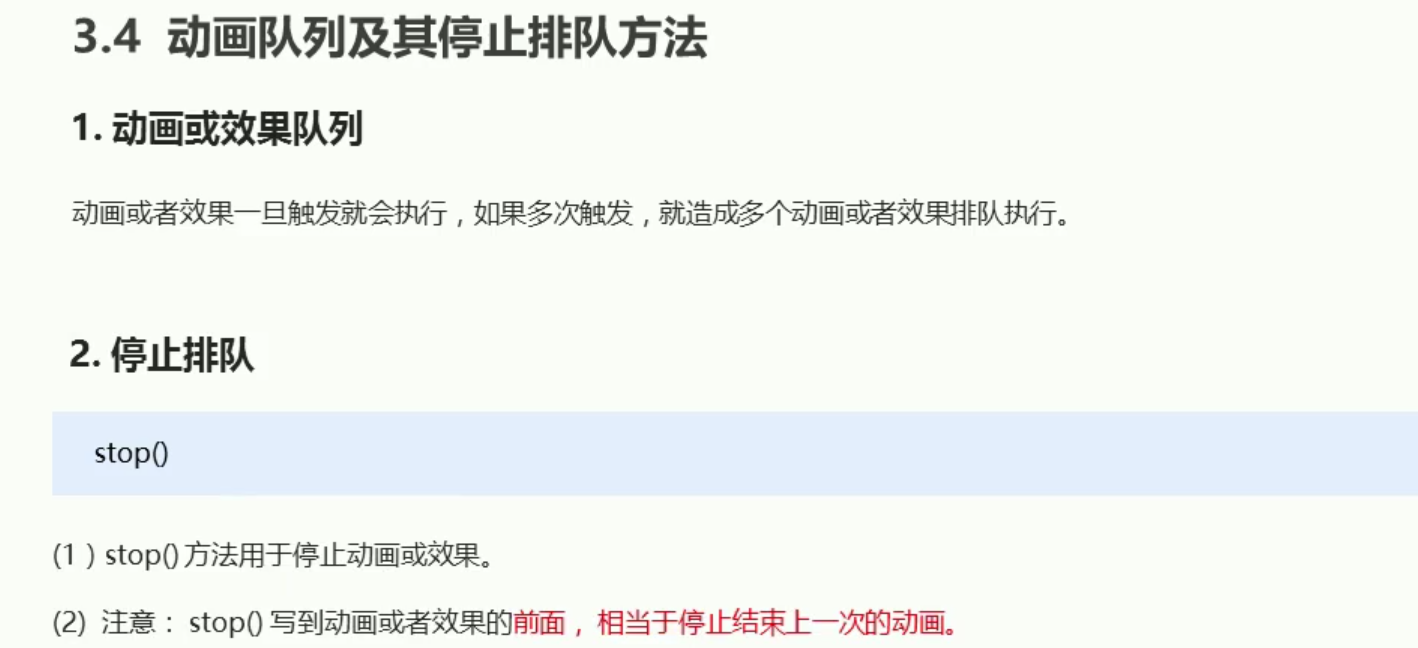 3.4 动画队列及其停止排队方法
1. 动画或效果队列
动画或者效果一旦触发就会执行，如果多次触发，就造成多个动画或者效果排队执行。
2. 停止排队
stop()
(1 ) stop() 方法用于停止动画或效果。
(2) 注意： stop() 写到动画或者效果的前面， 相当于停止结束上一次的动画。